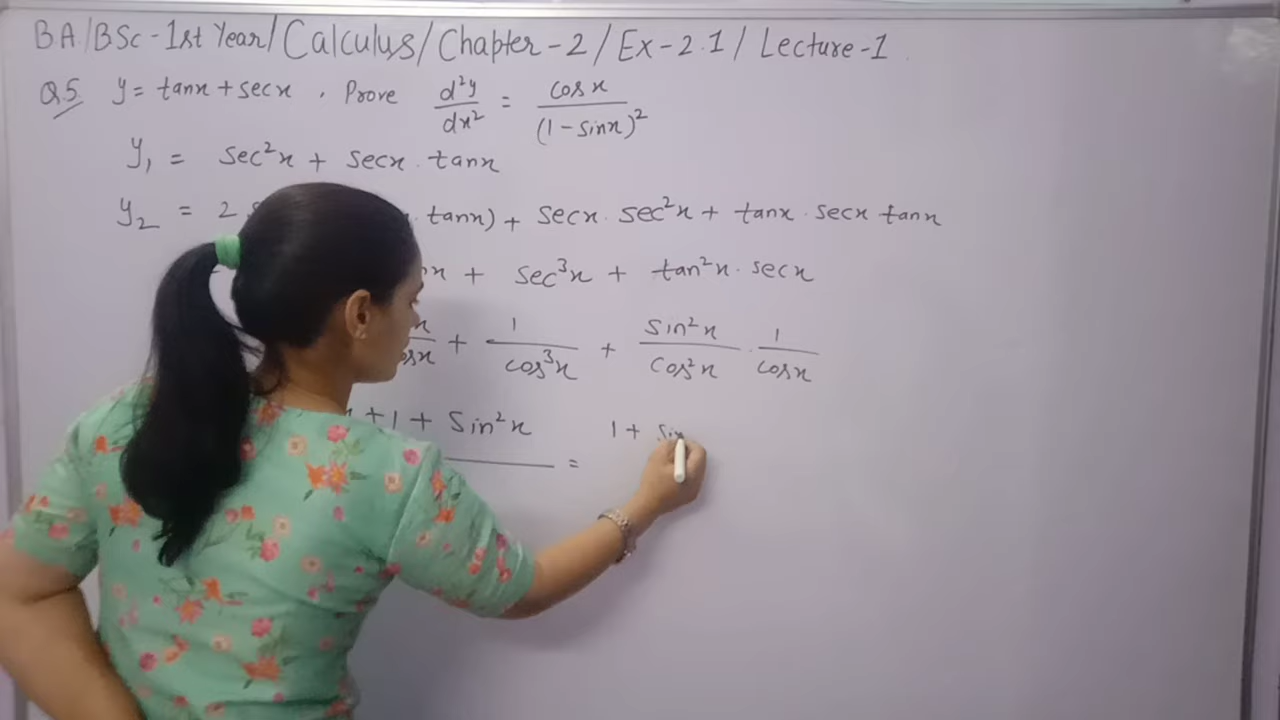 BA/BSc-1st Year/Calculus/Chapter-2/Ex-2.1/Lecture-1
Q.5 y = tanx + secx , Prove d²y/dx² = cosx/(1-sinx)²
y₁ = sec²x + secx . tanx
y₂ = 2 tanx) + secx . sec²x + tanx . secx tanx
+ sec³x + tan²x . secx
+ 1/cos³x + sin²x/cos²x . 1/cosx
+1 + Sin²x = 1 +